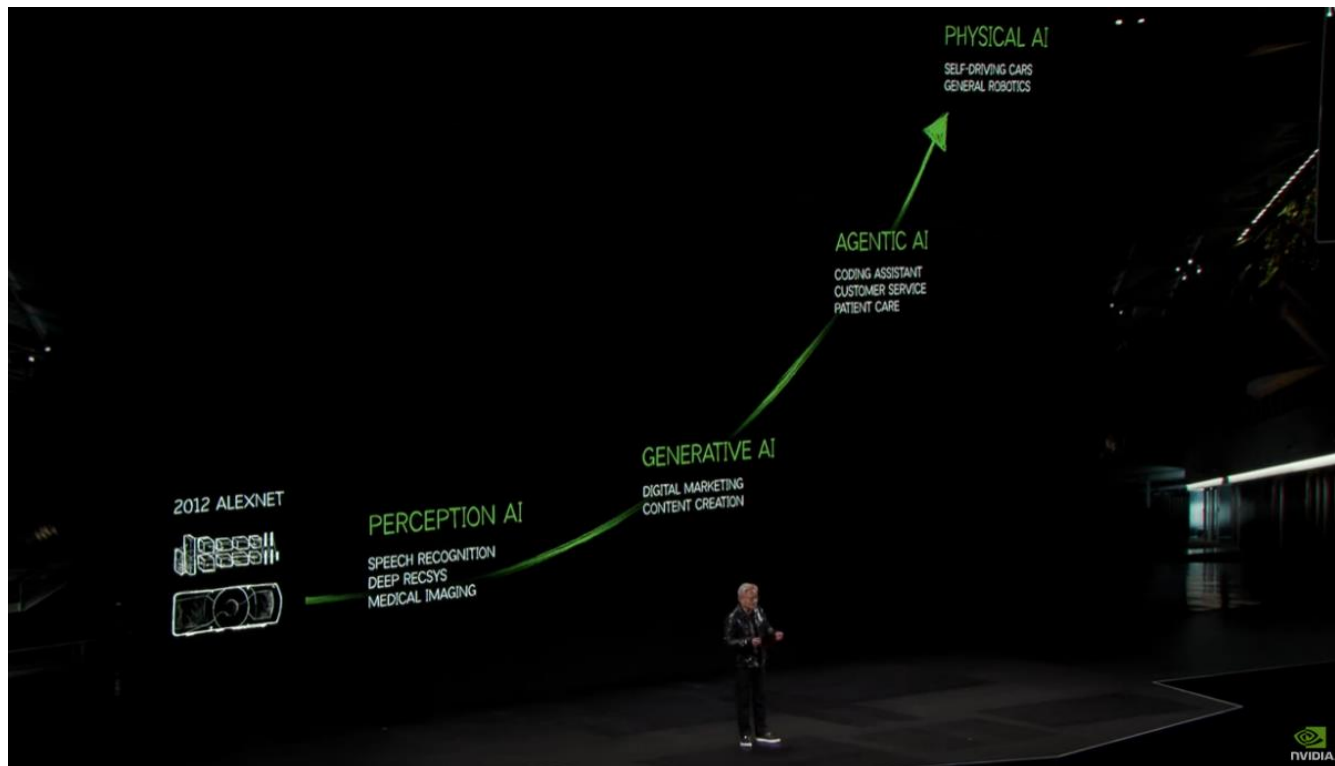 PHYSICAL AI
SELF-DRIVING CARS
GENERAL ROBOTICS
AGENTIC AI
CODING ASSISTANT
CUSTOMER SERVICE
PATIENT CARE
GENERATIVE AI
DIGITAL MARKETING
CONTENT CREATION
PERCEPTION AI
SPEECH RECOGNITION
DEEP RECSYS
MEDICAL IMAGING
2012 ALEXNET
NVIDIA